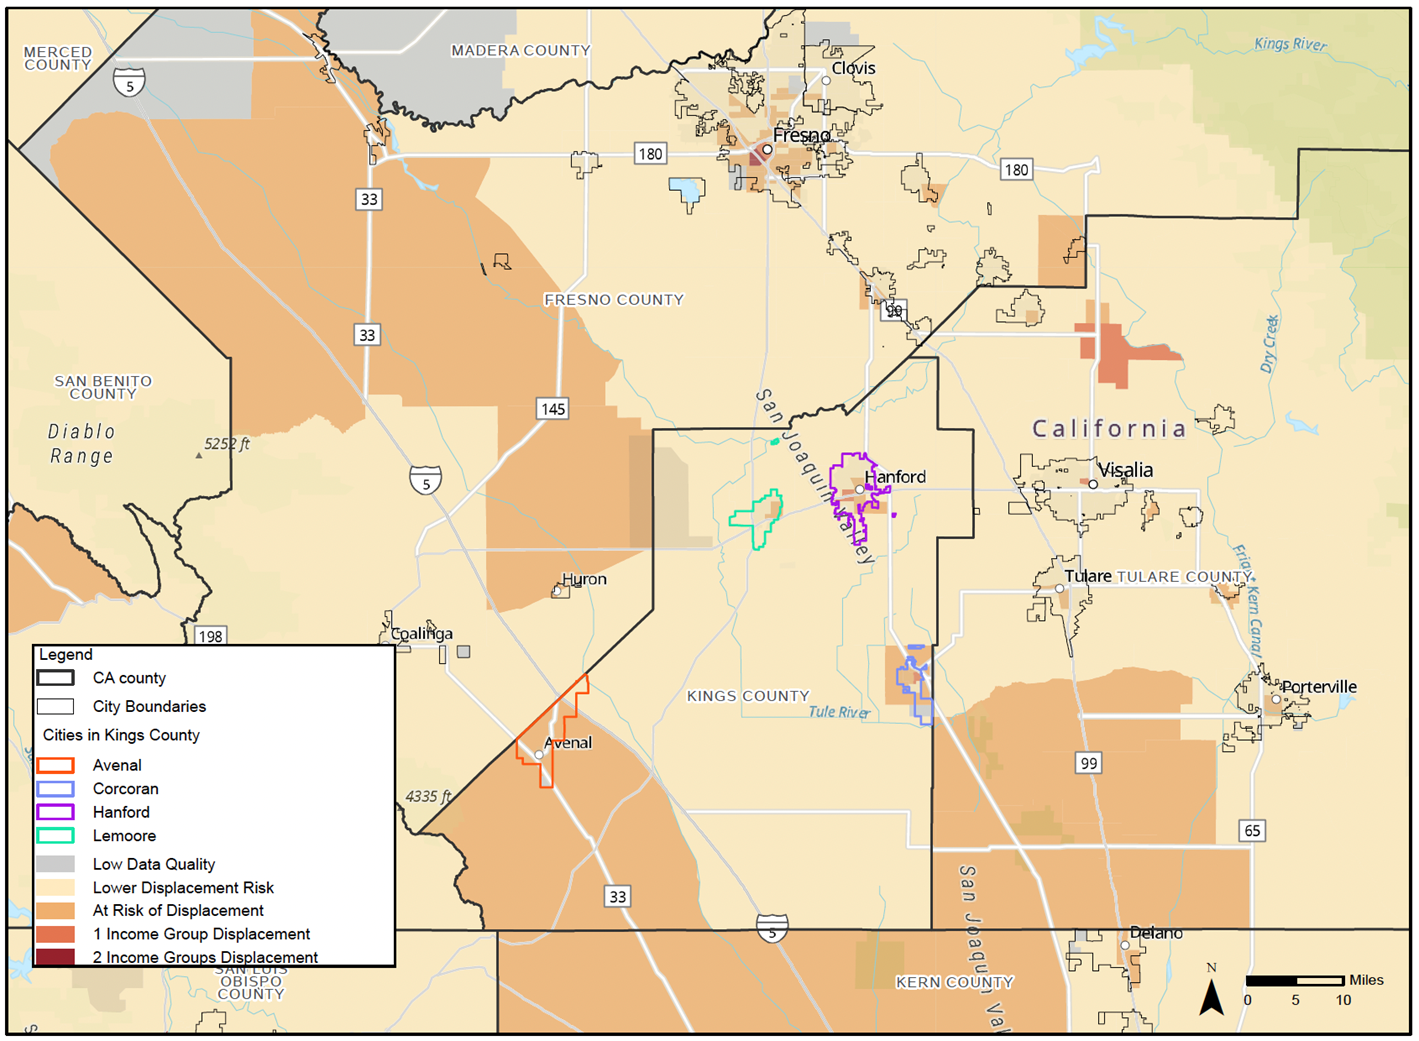 MERCED
COUNTY
MADERA COUNTY
Kings River
5
Clovis
Fresno
180
180
33
FRESNO COUNTY
99
33
Dry Creek
SAN BENITO
COUNTY
145
San Joaquin Valley
California
Diablo
Range
5252 ft
5
Hanford
Visalia
Huron
Tulare
TULARE COUNTY
Friant Kern Canal
198
Coalinga
KINGS COUNTY
Tule River
Porterville
Avenal
99
4335 ft
65
33
5
San Joaquin Val
Delano
KERN COUNTY
SAN LUIS
OBISPO
COUNTY
Legend
CA county
City Boundaries
Cities in Kings County
Avenal
Corcoran
Hanford
Lemoore
Low Data Quality
Lower Displacement Risk
At Risk of Displacement
1 Income Group Displacement
2 Income Groups Displacement
N
Miles
0 5 10